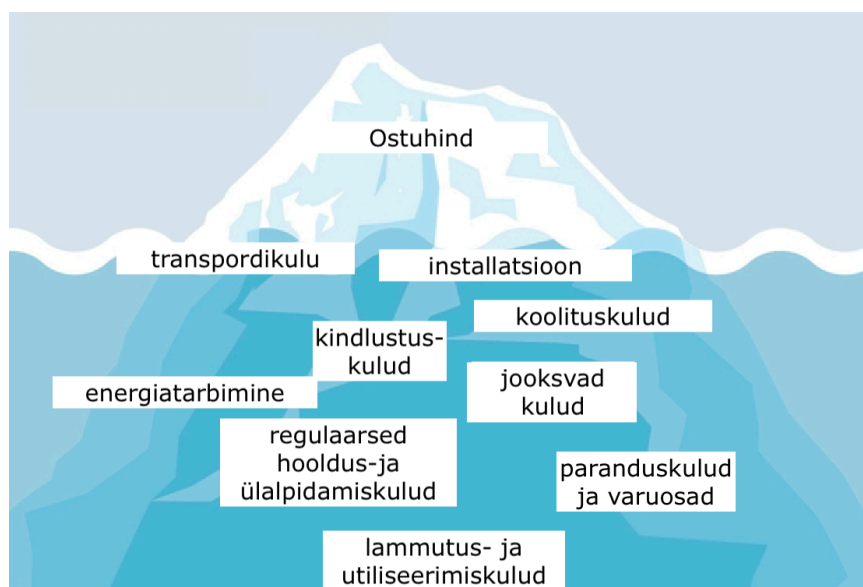 Ostuhind
transpordikulu
installatsioon
koolituskulud
kindlustus-
kulud
energiatarbimine
jooksvad
kulud
regulaarsed
hooldus-ja
ülalpidamiskulud
paranduskulud
ja varuosad
lammutus- ja
utiliseerimiskulud